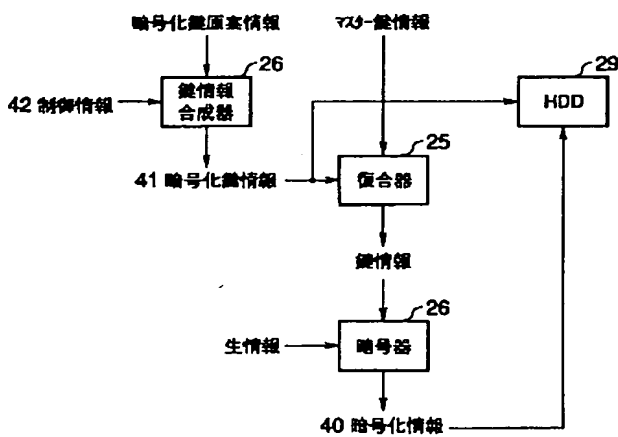 暗号化鍵原案情報
マスター鍵情報
26
29
42 制御情報
鍵情報
合成器
HDD
25
41 暗号化鍵情報
復合器
鍵情報
26
生情報
暗号器
40 暗号化情報